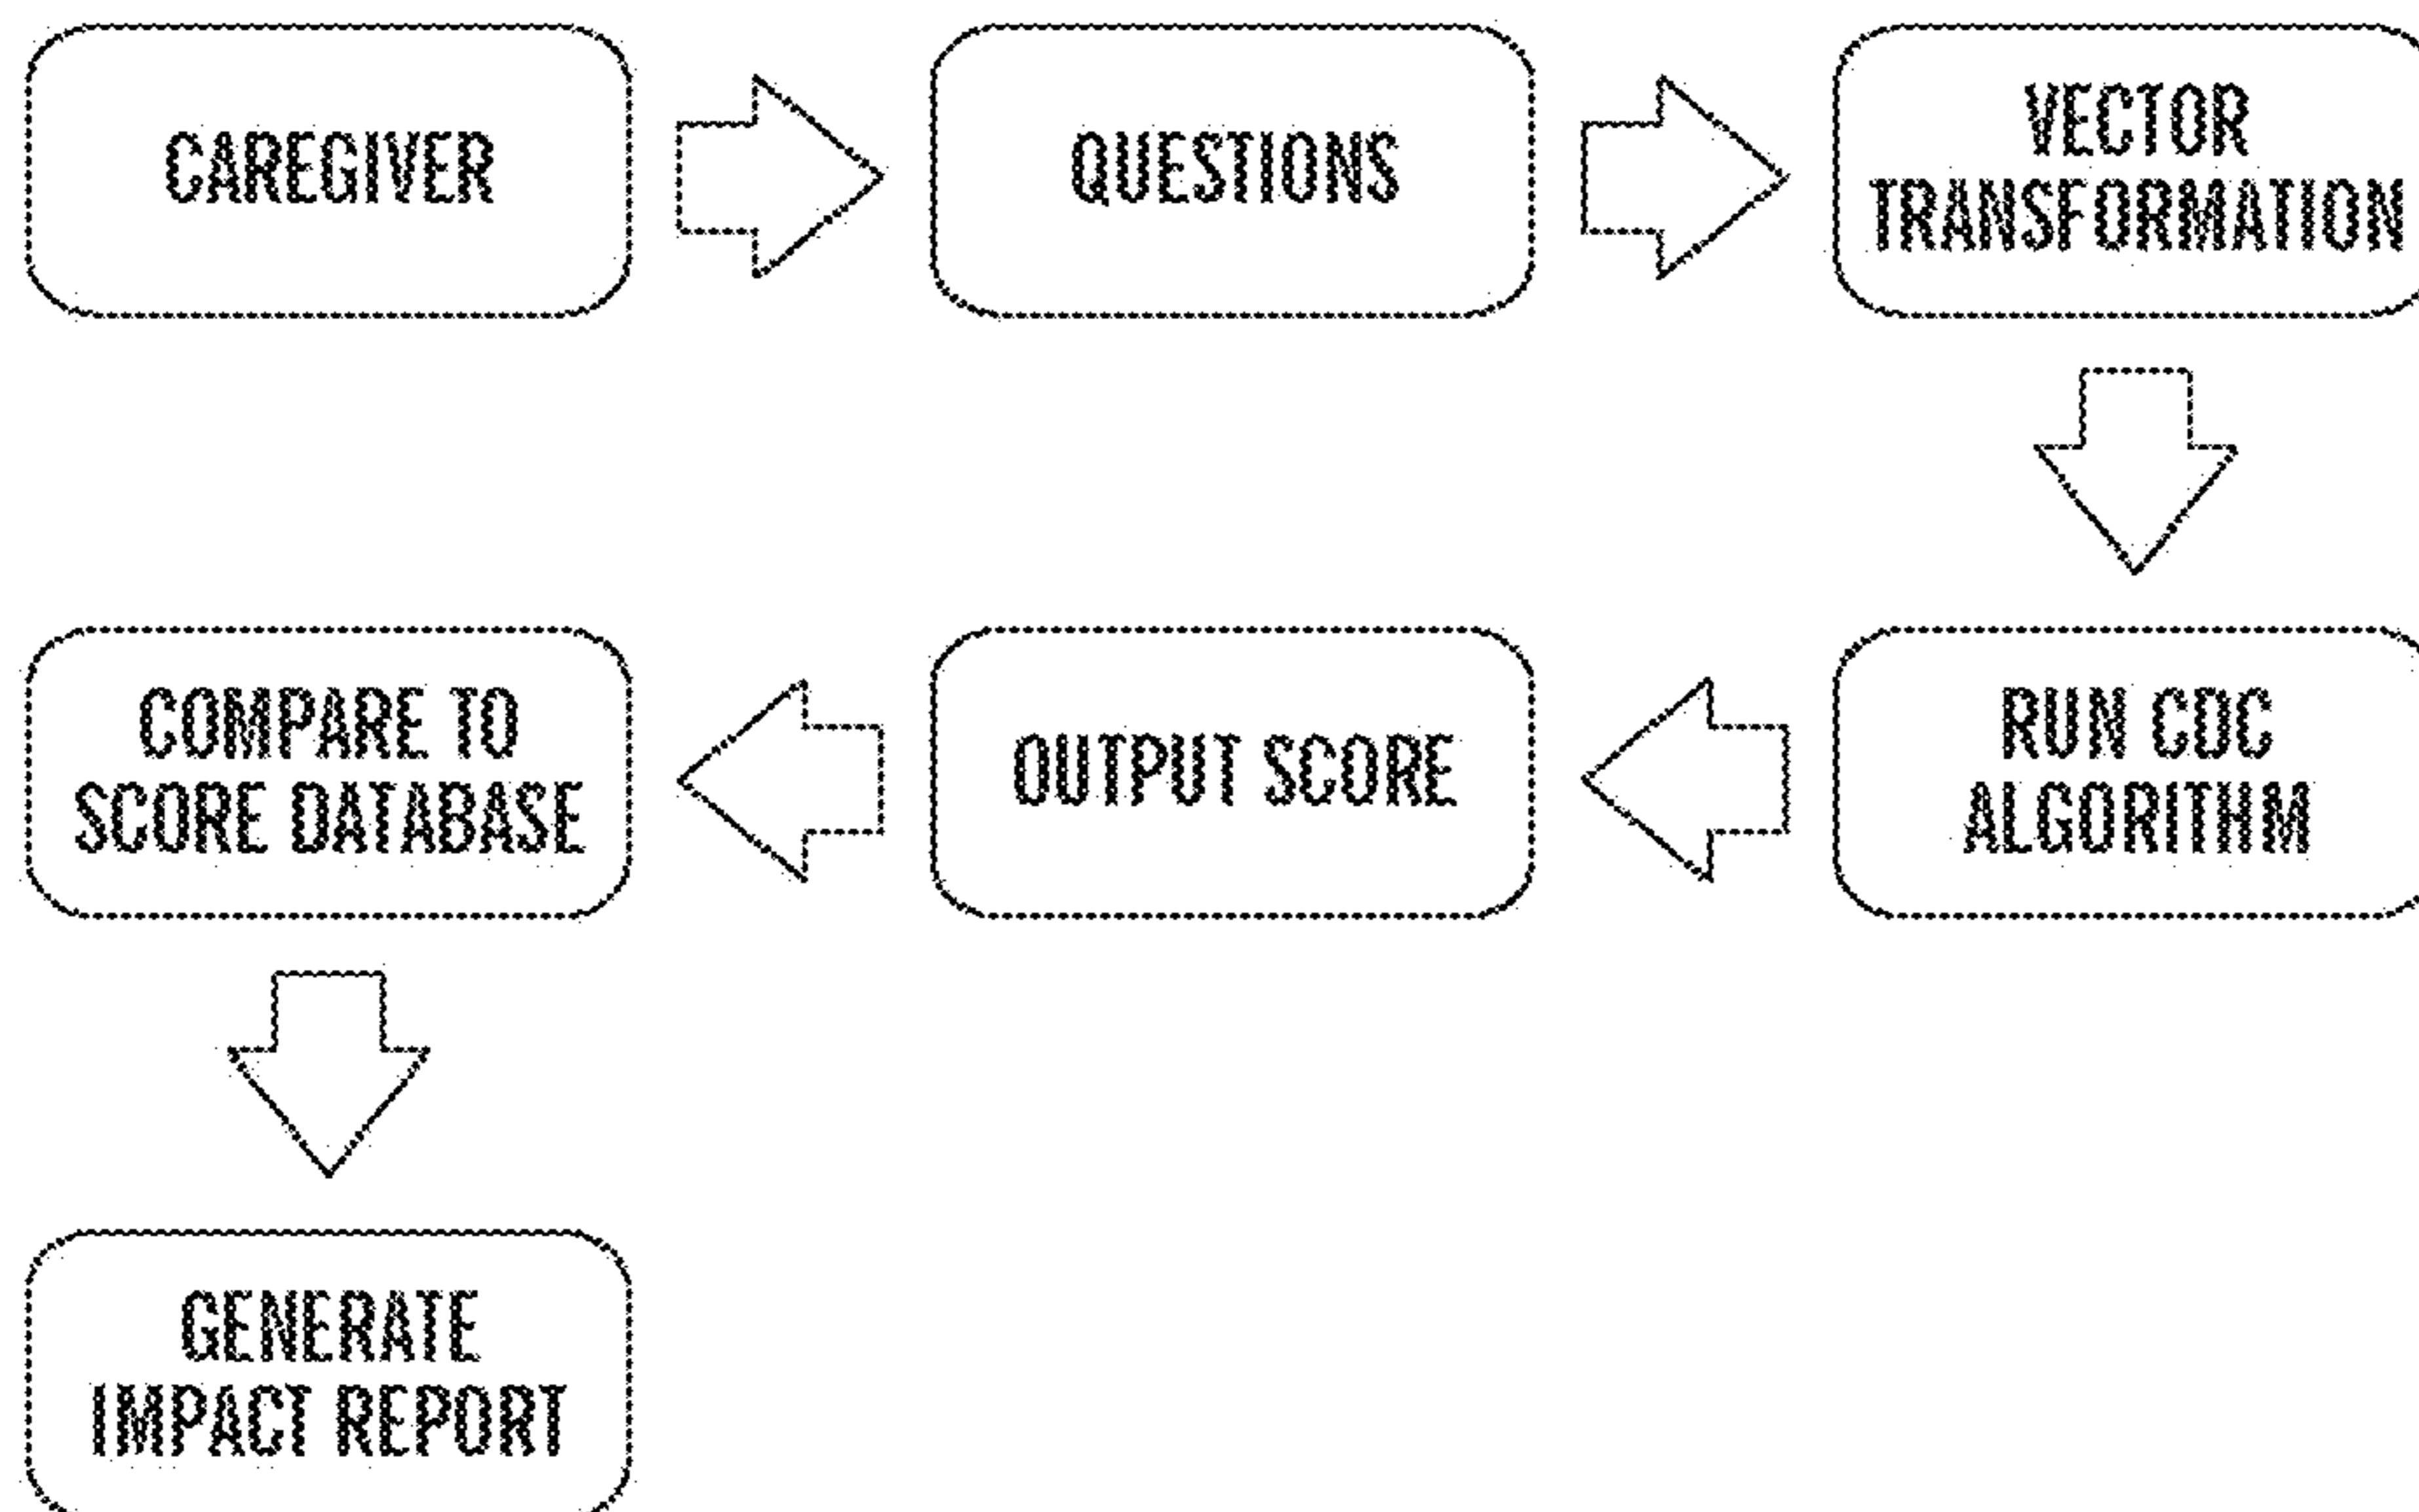 CAREGIVER
QUESTIONS
VECTOR
TRANSFORMATION
RUN CDC
ALGORITHM
OUTPUT SCORE
COMPARE TO
SCORE DATABASE
GENERATE
IMPACT REPORT